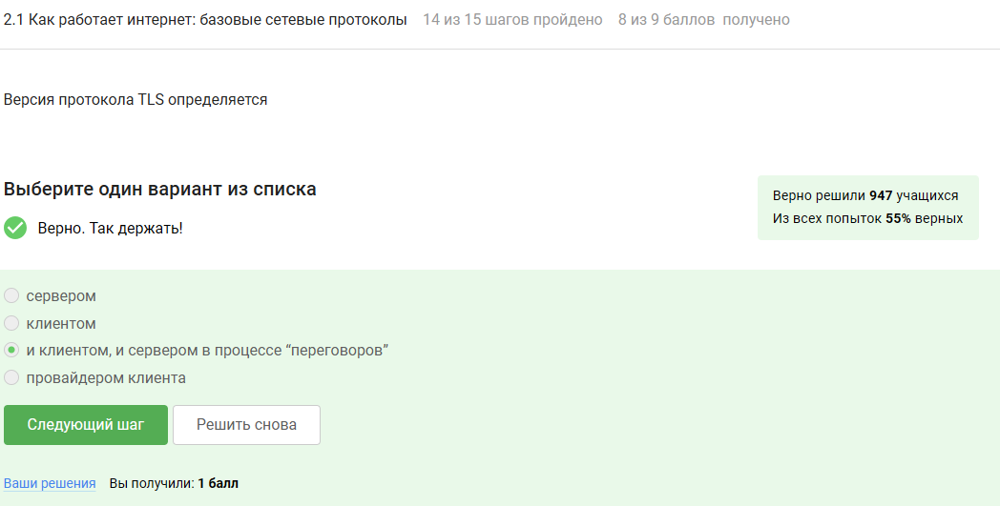 2.1 Как работает интернет: базовые сетевые протоколы 14 из 15 шагов пройдено 8 из 9 баллов получено
Версия протокола TLS определяется
Выберите один вариант из списка
Верно. Так держать!
Верно решили 947 учащихся
Из всех попыток 55% верных
сервером
клиентом
и клиентом, и сервером в процессе “переговоров”
провайдером клиента
Следующий шаг Решить снова
Ваши решения Вы получили: 1 балл